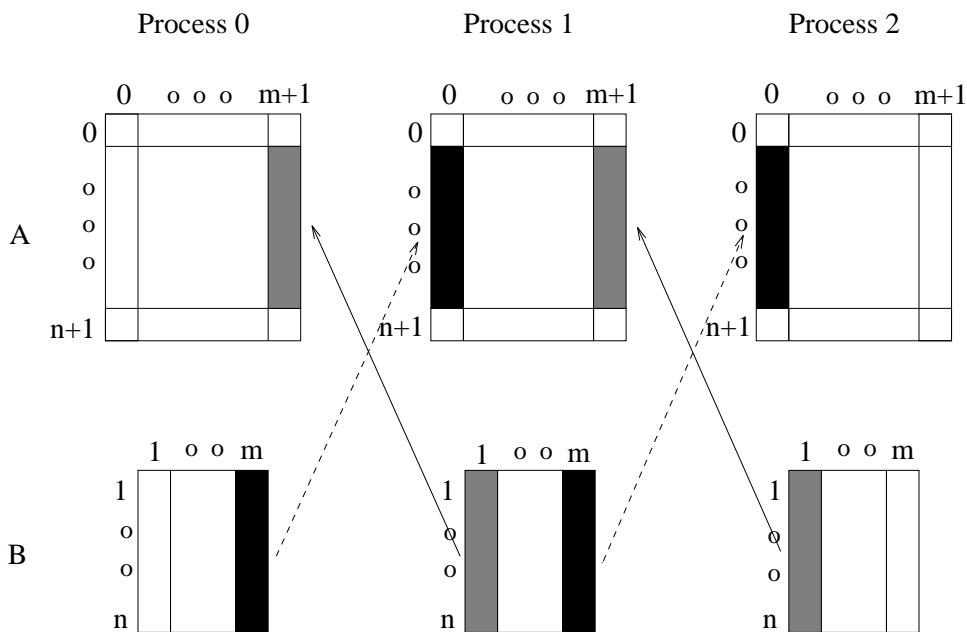 Process 0 Process 1 Process 2
0 o o o m+1 0 o o o m+1 0 o o o m+1
0 0 0
o o o
A o o o
o o o
n+1 n+1 n+1
1 o o m 1 o o m 1 o o m
1 1 1
o o o
B o o o
n n n